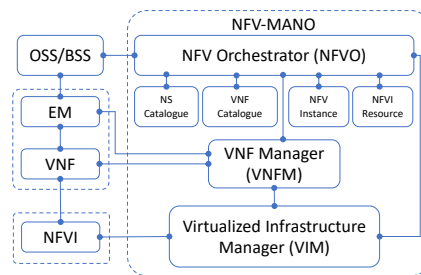 NFV-MANO
OSS/BSS
NFV Orchestrator (NFVO)
NS
Catalogue
VNF
Catalogue
NFV
Instance
NFVI
Resource
EM
VNF
VNF Manager
(VNFM)
NFVI
Virtualized Infrastructure
Manager (VIM)